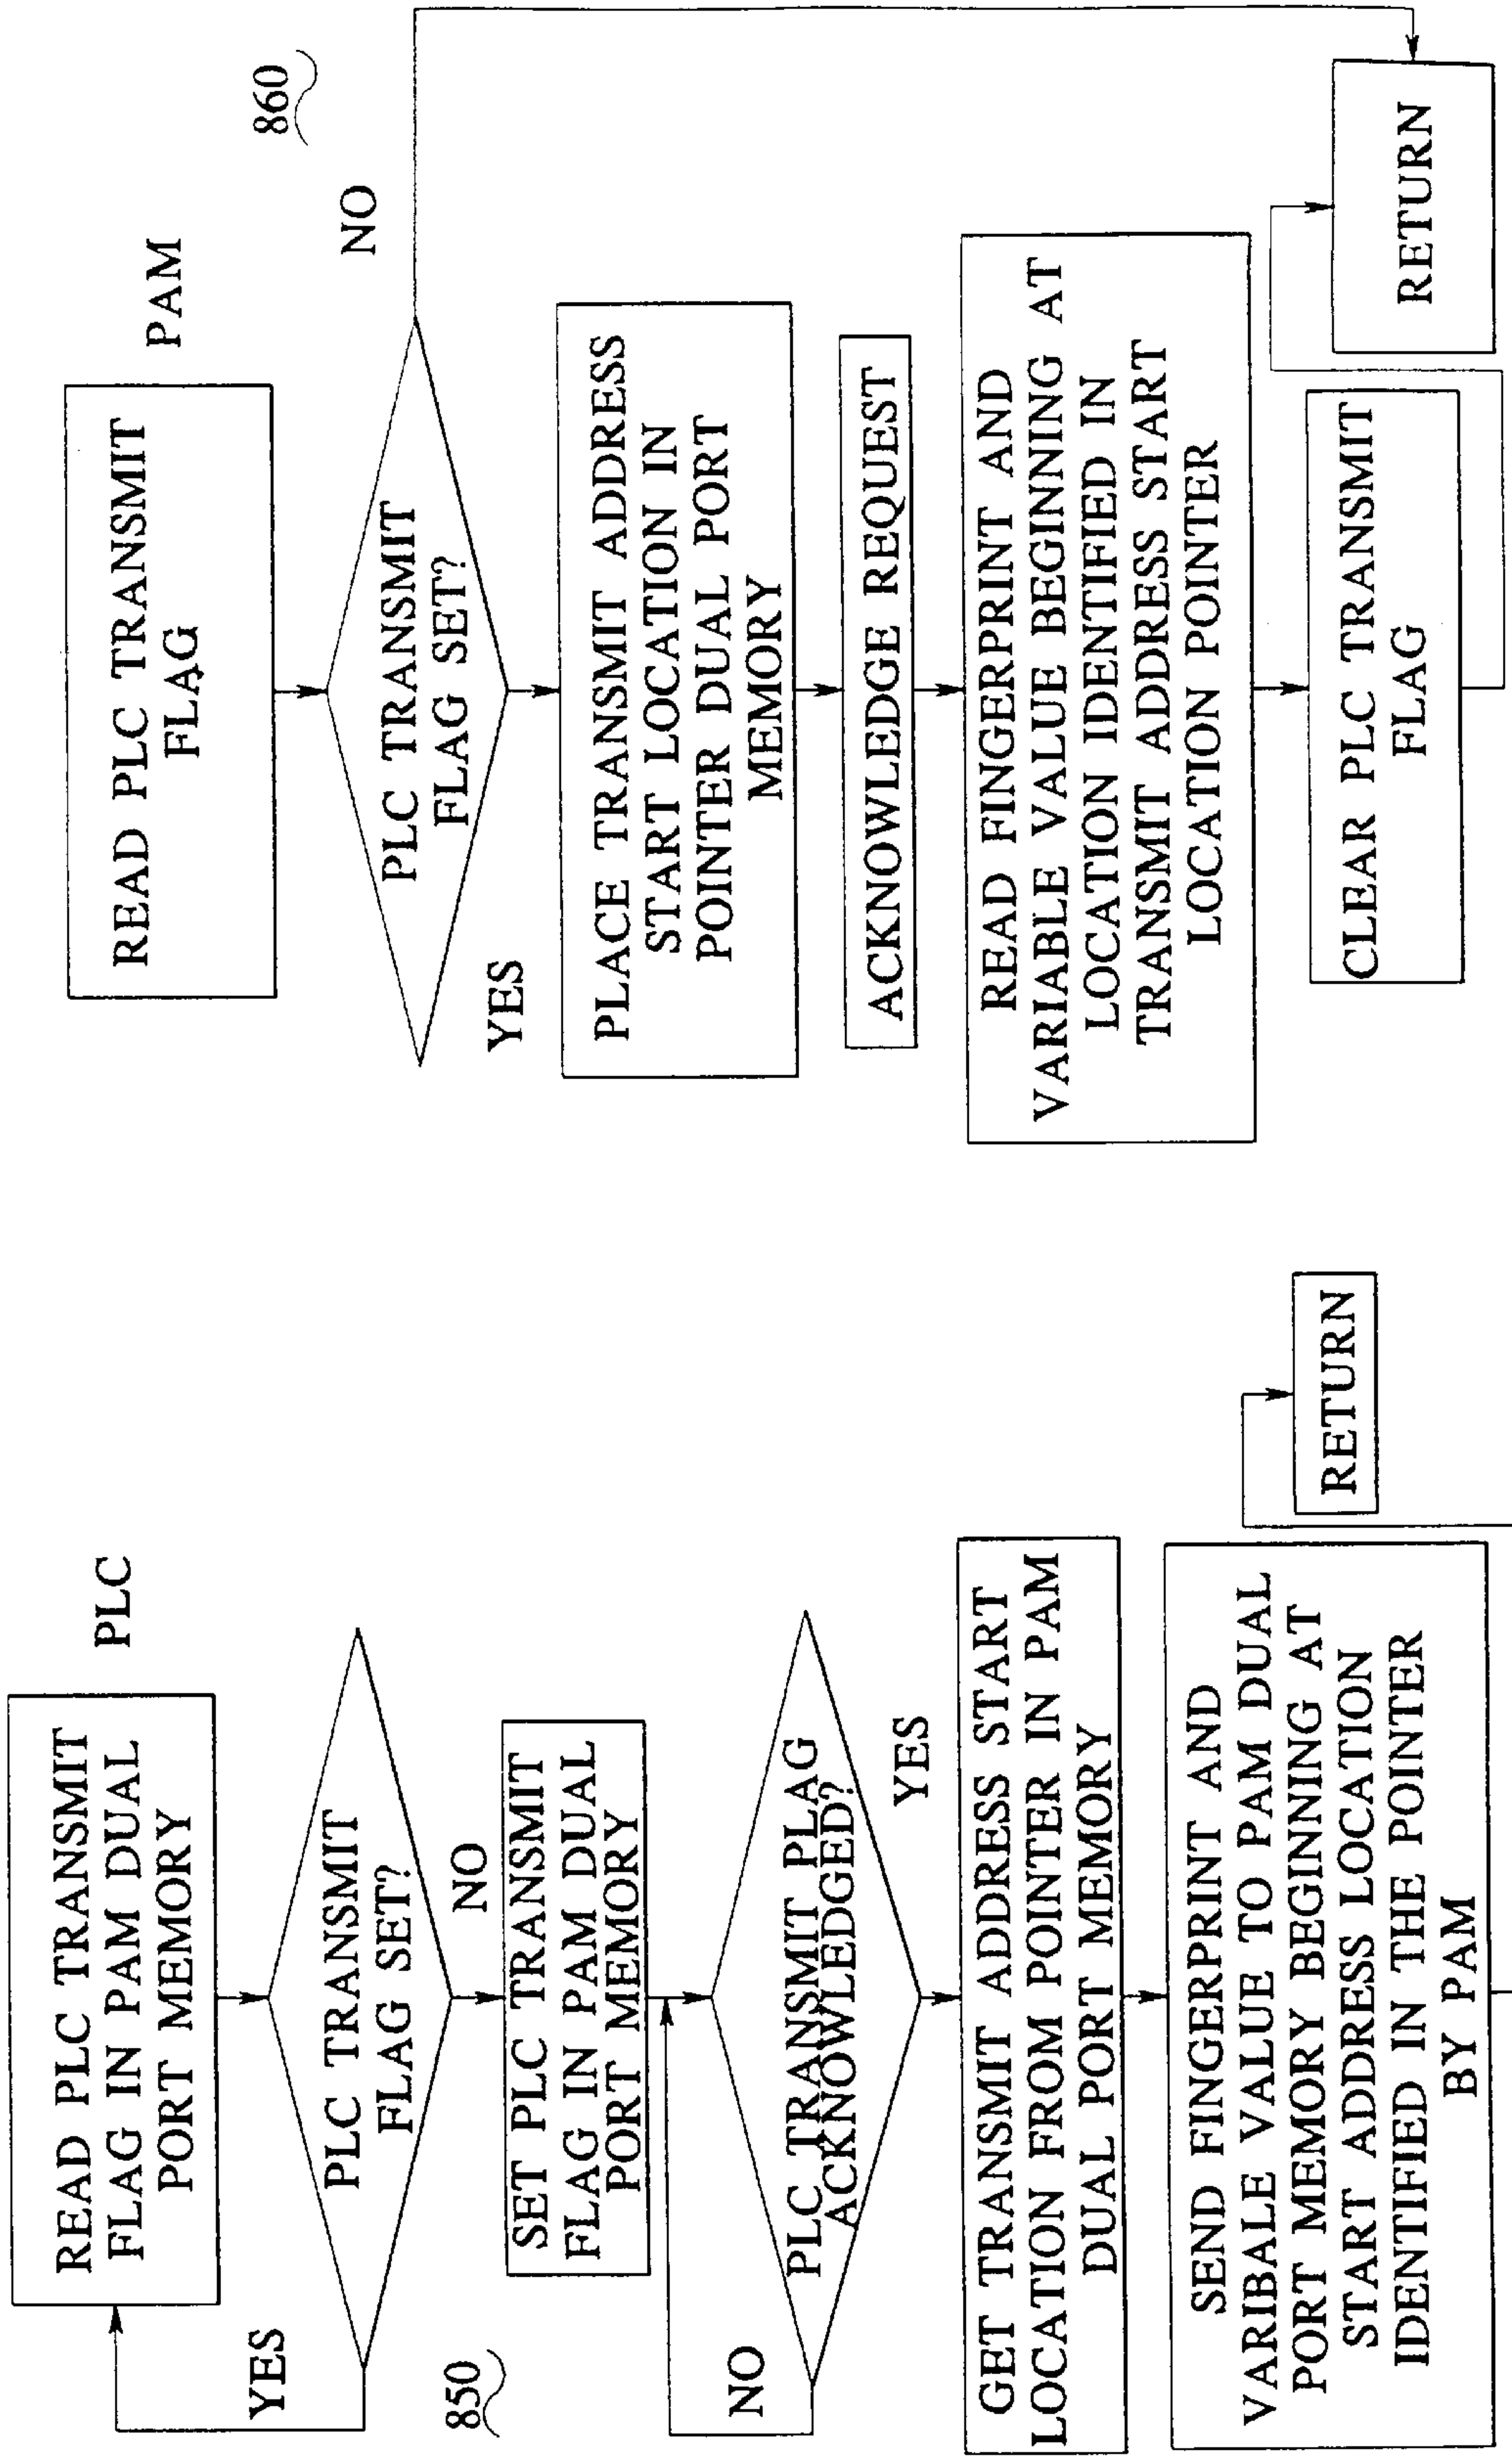 PLC
READ PLC TRANSMIT
FLAG IN PAM DUAL
PORT MEMORY
YES
PLC TRANSMIT
FLAG SET?
850
NO
SET PLC TRANSMIT
FLAG IN PAM DUAL
PORT MEMORY
NO
PLC TRANSMIT PLAG
ACKNOWLEDGED?
YES
GET TRANSMIT ADDRESS START
LOCATION FROM POINTER IN PAM
DUAL PORT MEMORY
SEND FINGERPRINT AND
VARIBALE VALUE TO PAM DUAL
PORT MEMORY BEGINNING AT
START ADDRESS LOCATION
IDENTIFIED IN THE POINTER
BY PAM
RETURN
PAM
860
READ PLC TRANSMIT
FLAG
PLC TRANSMIT
FLAG SET?
NO
YES
PLACE TRANSMIT ADDRESS
START LOCATION IN
POINTER DUAL PORT
MEMORY
ACKNOWLEDGE REQUEST
READ FINGERPRINT AND
VARIABLE VALUE BEGINNING AT
LOCATION IDENTIFIED IN
TRANSMIT ADDRESS START
LOCATION POINTER
CLEAR PLC TRANSMIT
FLAG
RETURN